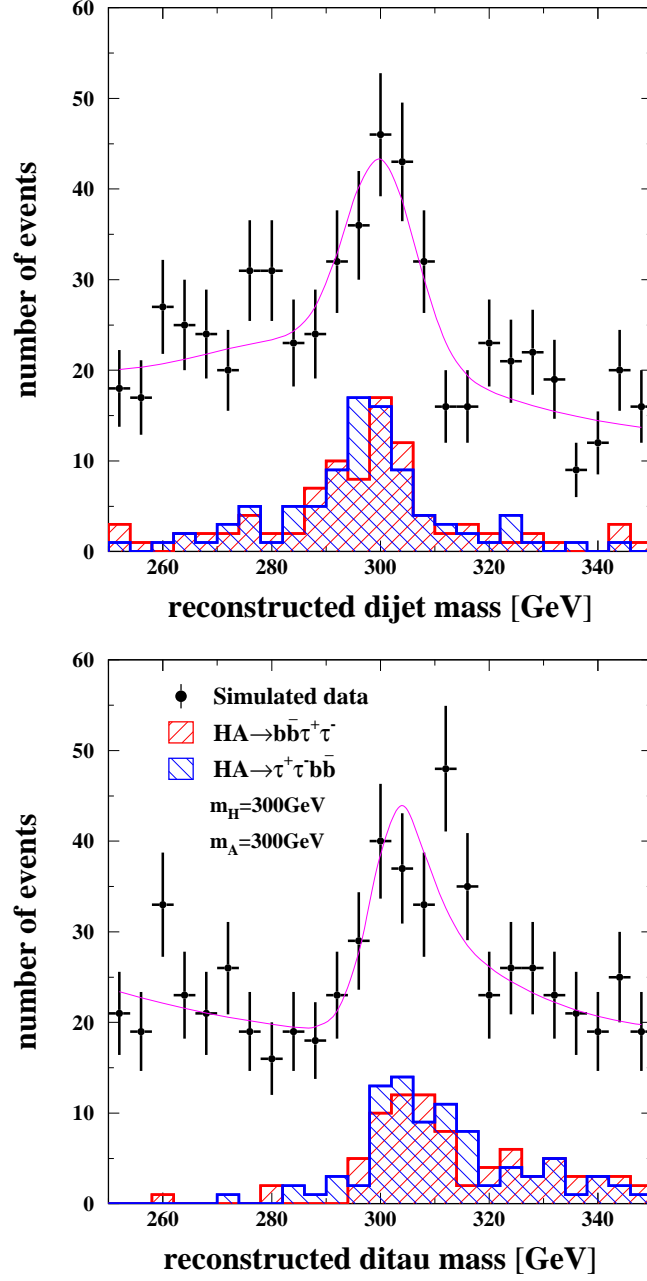 60
50
40
30
20
10
0
number of events
260 280 300 320 340
reconstructed dijet mass [GeV]
60
50
40
30
20
10
0
number of events
Simulated data
HA→bb̄τ⁺τ⁻
HA→τ⁺τ⁻bb̄
m_H=300GeV
m_A=300GeV
260 280 300 320 340
reconstructed ditau mass [GeV]